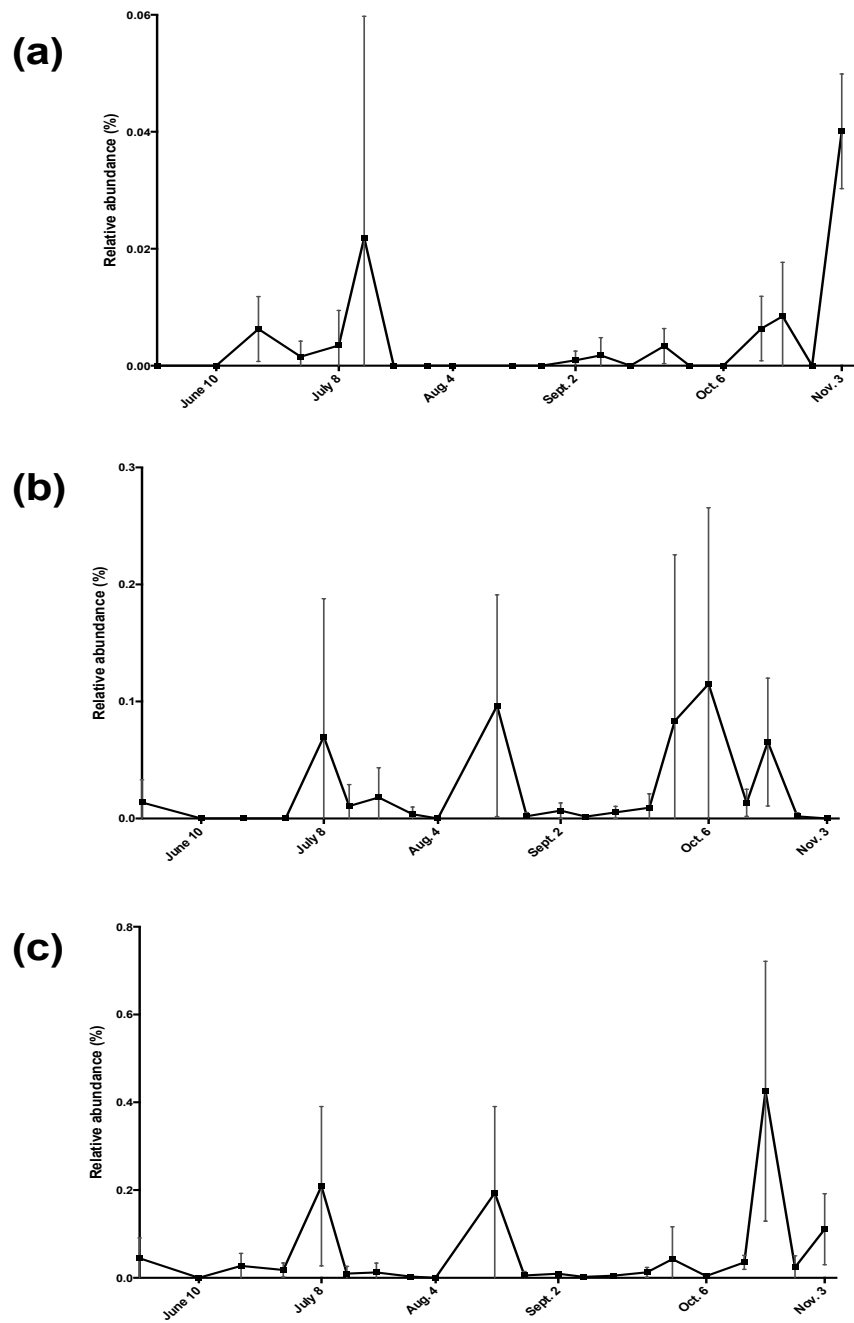 (a)
Relative abundance (%)
0.06
0.04
0.02
0.00
June 10
July 8
Aug. 4
Sept. 2
Oct. 6
Nov. 3
(b)
Relative abundance (%)
0.3
0.2
0.1
0.0
June 10
July 8
Aug. 4
Sept. 2
Oct. 6
Nov. 3
(c)
Relative abundance (%)
0.8
0.6
0.4
0.2
0.0
June 10
July 8
Aug. 4
Sept. 2
Oct. 6
Nov. 3